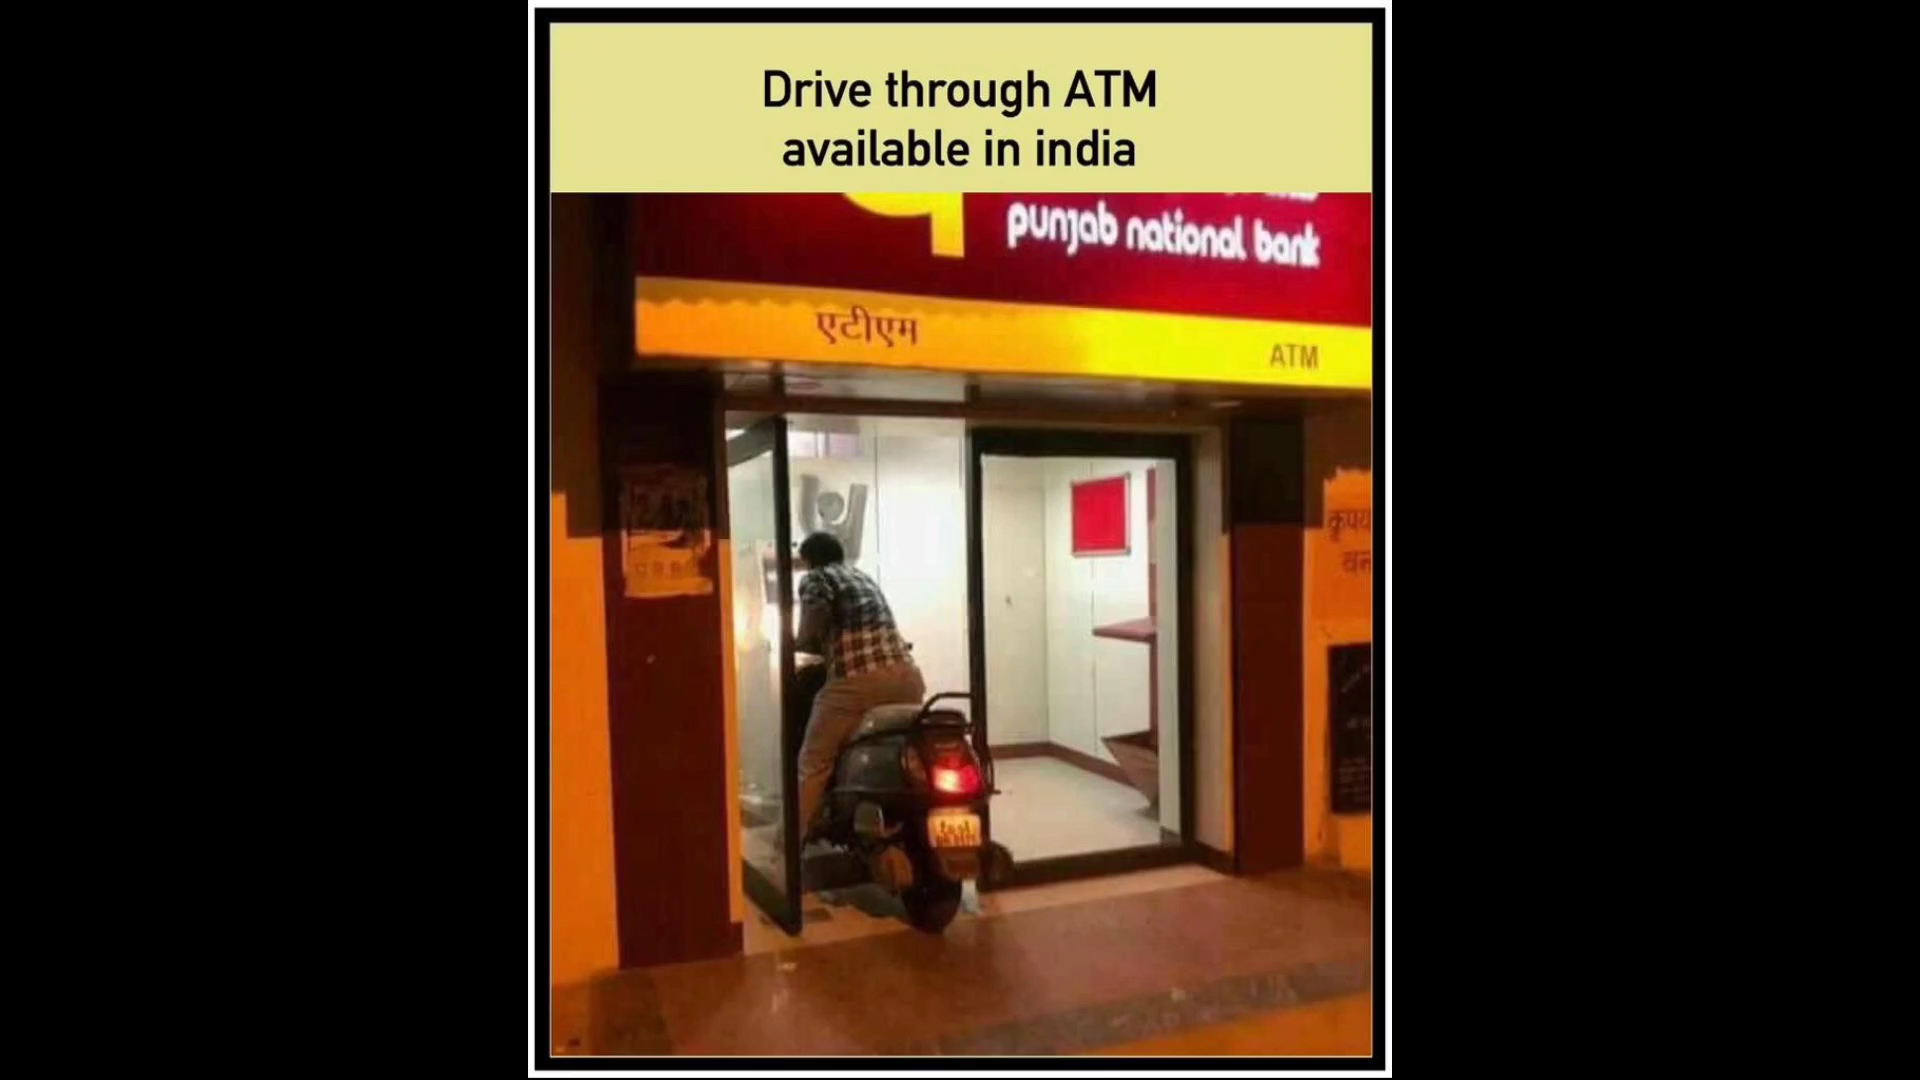 Drive through ATM
available in india
punjab national bank
एटीएम
ATM